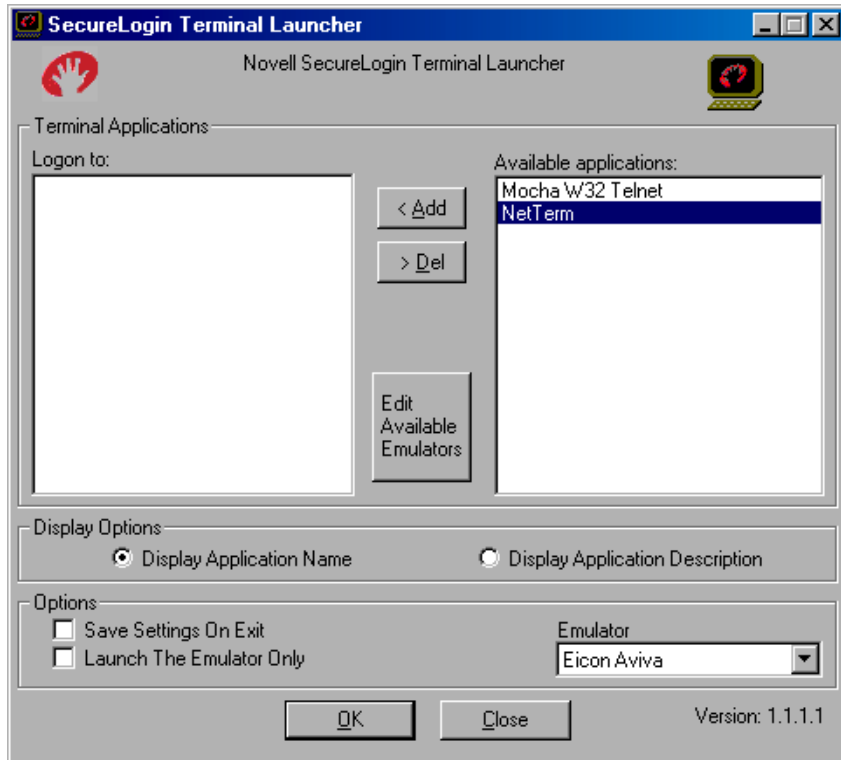 SecureLogin Terminal Launcher
Novell SecureLogin Terminal Launcher
Terminal Applications
Logon to:
Available applications:
Mocha W32 Telnet
NetTerm
< Add
> Del
Edit
Available
Emulators
Display Options
Display Application Name
Display Application Description
Options
Save Settings On Exit
Launch The Emulator Only
Emulator
Eicon Aviva
OK
Close
Version: 1.1.1.1